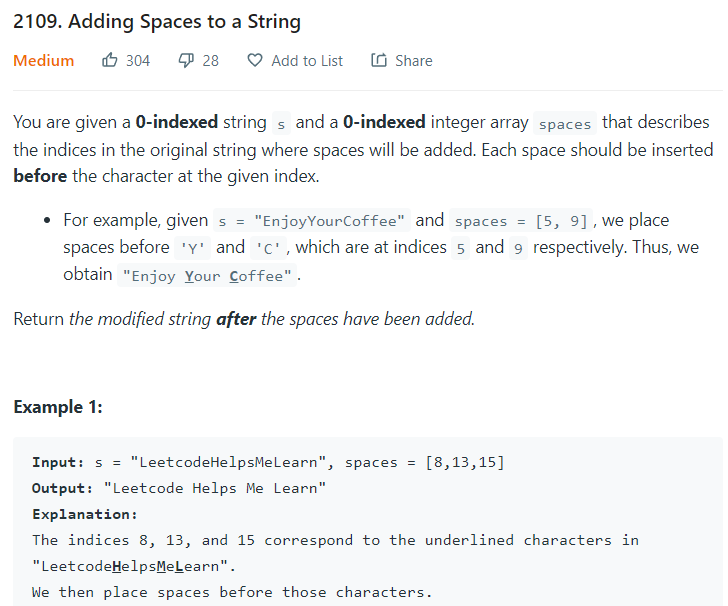 2109. Adding Spaces to a String
Medium 304 28 Add to List Share
You are given a 0-indexed string s and a 0-indexed integer array spaces that describes
the indices in the original string where spaces will be added. Each space should be inserted
before the character at the given index.
• For example, given s = "EnjoyYourCoffee" and spaces = [5, 9], we place
spaces before 'Y' and 'C', which are at indices 5 and 9 respectively. Thus, we
obtain "Enjoy Your Coffee".
Return the modified string after the spaces have been added.
Example 1:
Input: s = "LeetcodeHelpsMeLearn", spaces = [8,13,15]
Output: "Leetcode Helps Me Learn"
Explanation:
The indices 8, 13, and 15 correspond to the underlined characters in
"LeetcodeHelpsMeLearn".
We then place spaces before those characters.